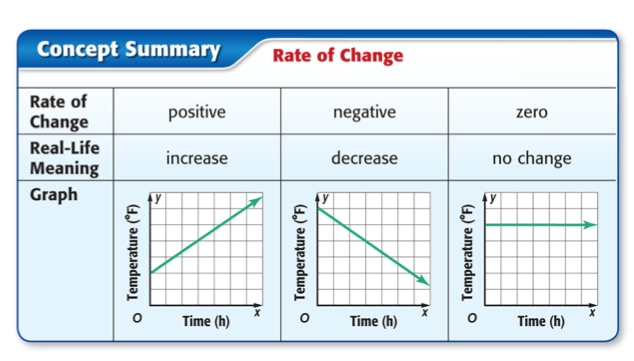 Concept Summary
Rate of Change
Rate of
Change
positive
negative
zero
Real-Life
Meaning
increase
decrease
no change
Graph
Temperature (°F)
y
O
Time (h)
x
Temperature (°F)
y
O
Time (h)
x
Temperature (°F)
y
O
Time (h)
x